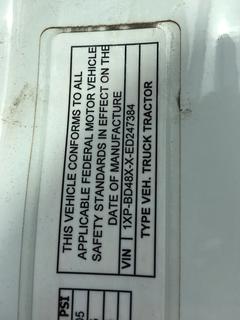 THIS VEHICLE CONFORMS TO ALL
APPLICABLE FEDERAL MOTOR VEHICLE
SAFETY STANDARDS IN EFFECT ON THE
DATE OF MANUFACTURE
VIN 1XP-BD48X-X-ED247384
TYPE VEH. TRUCK TRACTOR
PSI